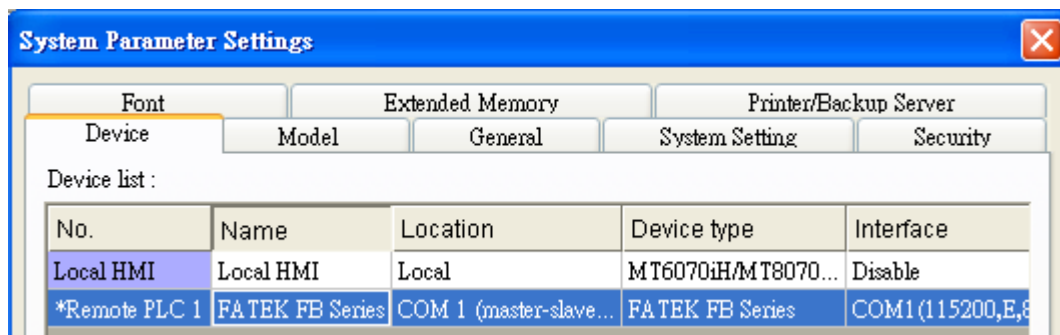 System Parameter Settings
Font Extended Memory Printer/Backup Server
Device Model General System Setting Security
Device list :
No. Name Location Device type Interface
Local HMI Local HMI Local MT6070iH/MT8070... Disable
*Remote PLC 1 FATEK FB Series COM 1 (master-slave... FATEK FB Series COM1(115200,E,8